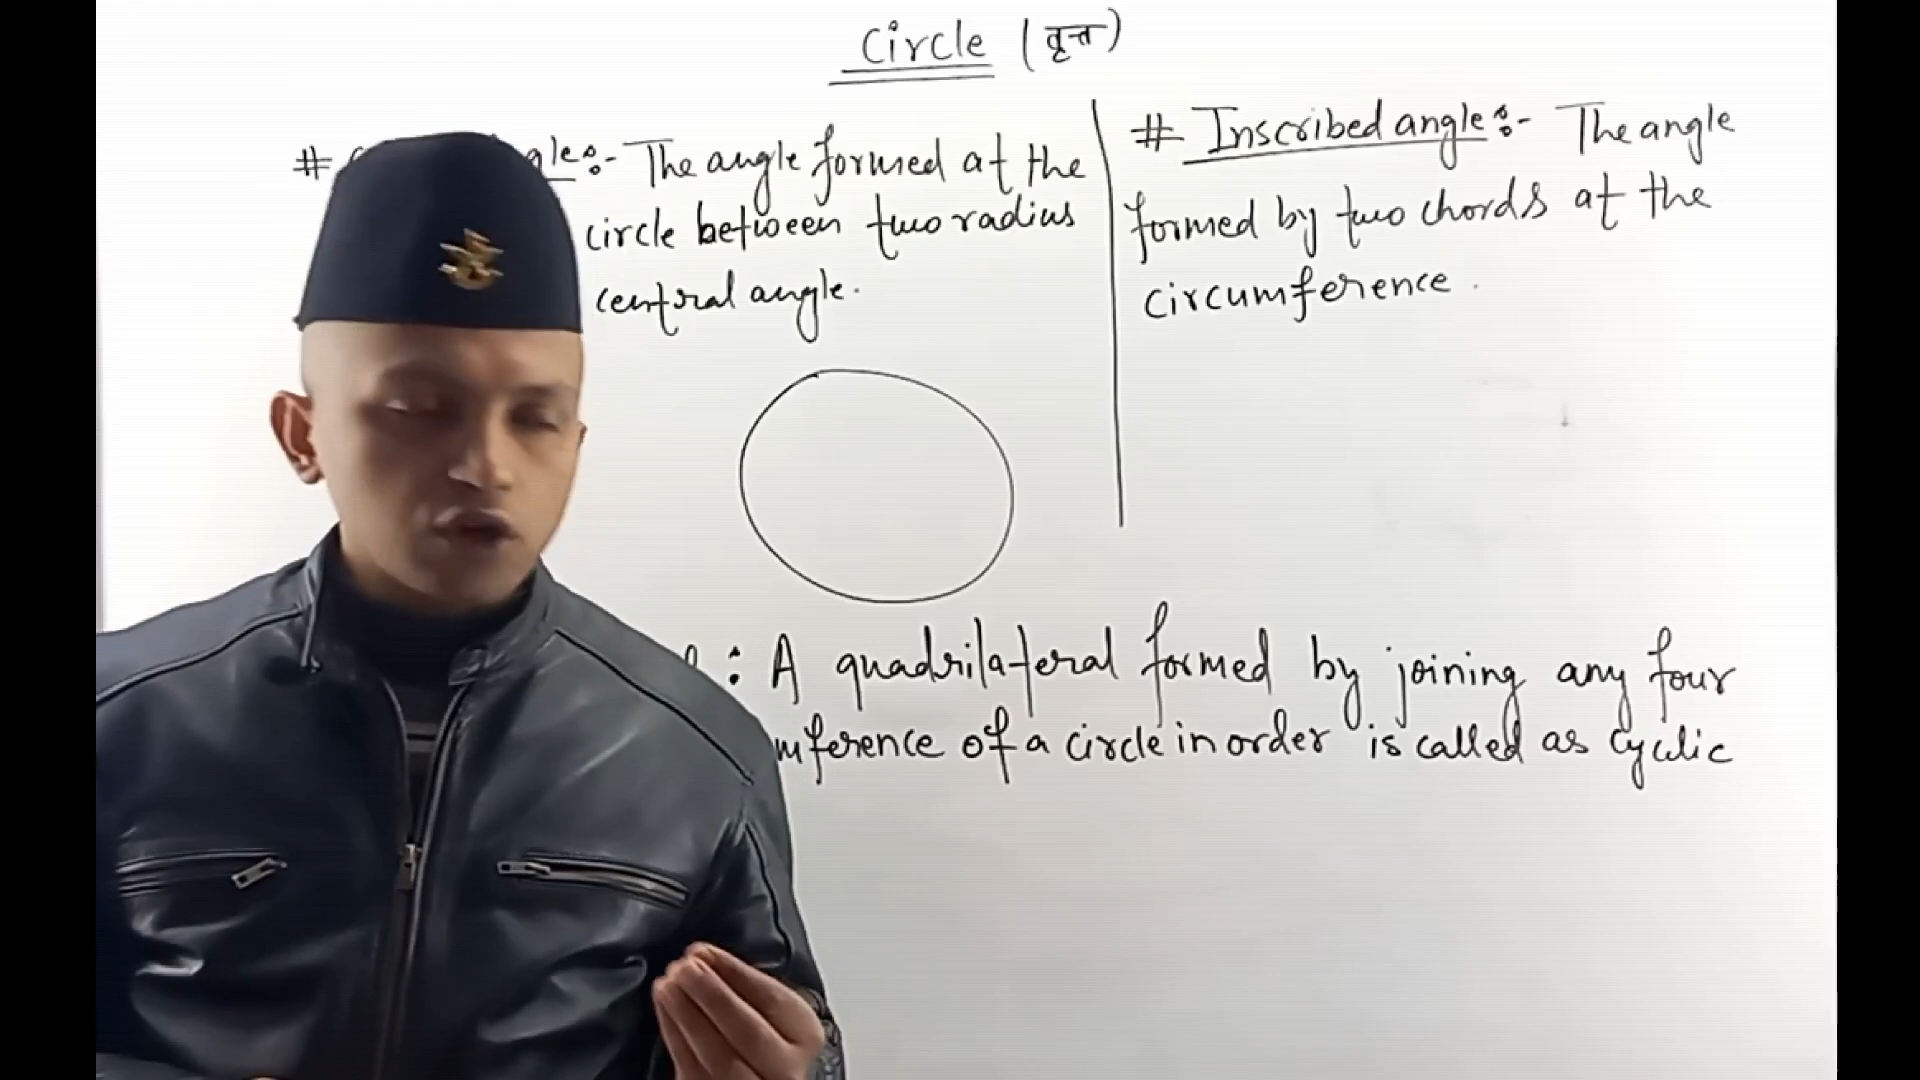 Circle (वृत्त)
# gle:- The angle formed at the
circle between two radius
central angle.
# Inscribed angle:- The angle
formed by two chords at the
circumference.
: A quadrilateral formed by joining any four
mference of a circle in order is called as cyclic